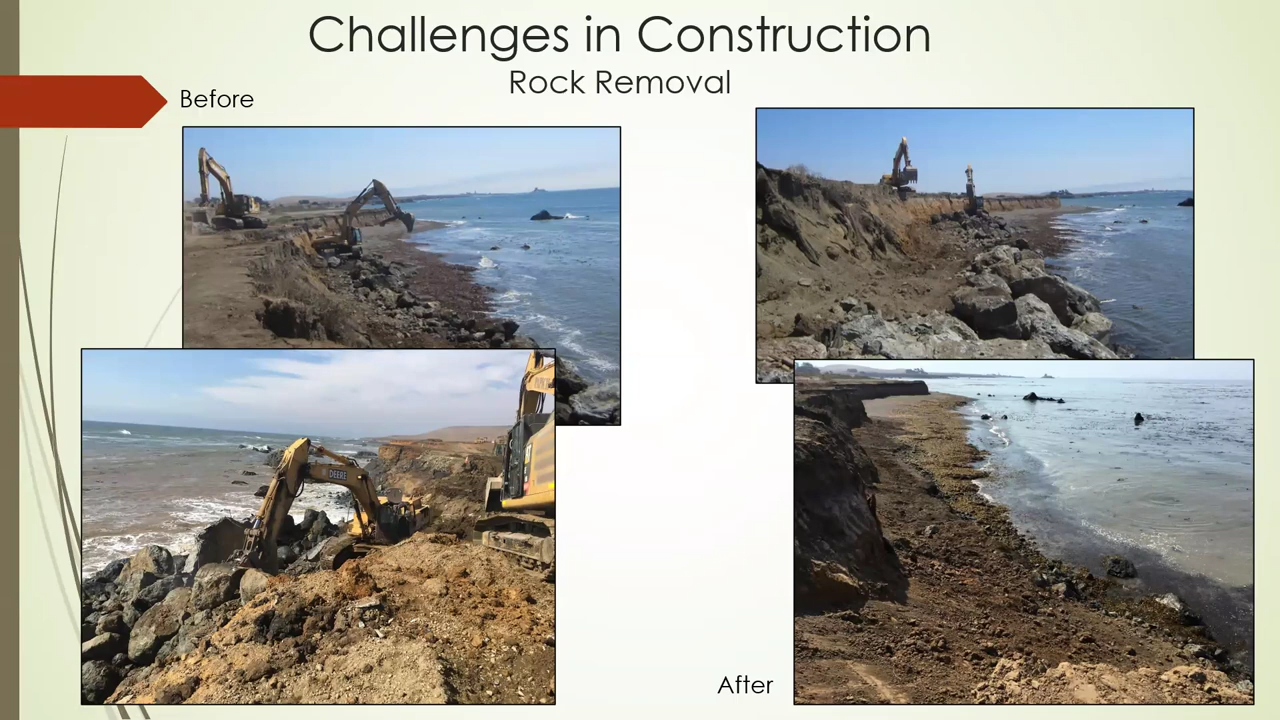 Challenges in Construction
Rock Removal
Before
DEERE
After